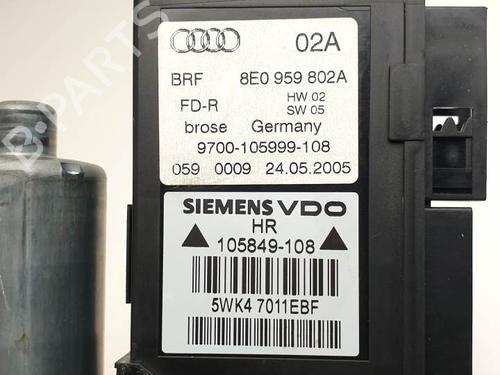 02A
BRF 8E0 959 802A
FD-R HW 02
SW 05
brose Germany
9700-105999-108
059 0009 24.05.2005
SIEMENS VDO
HR
105849-108
5WK4 7011EBF
B-PARTS